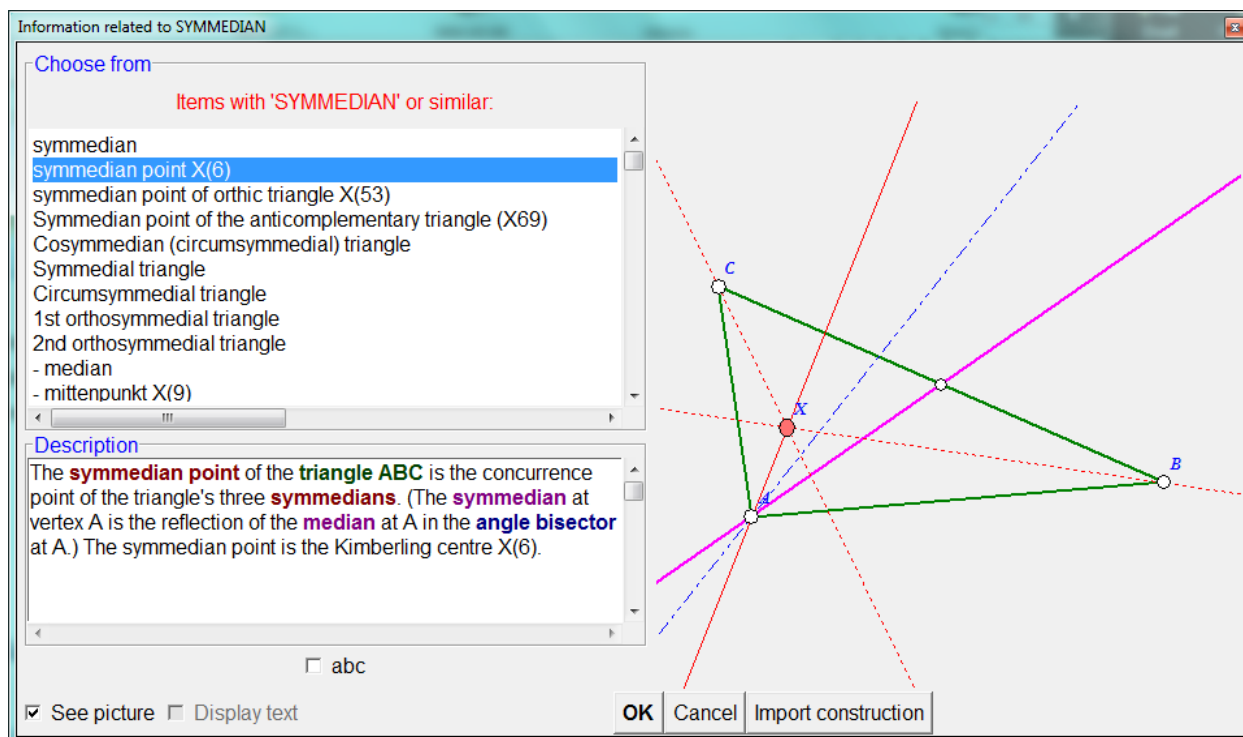 Information related to SYMMEDIAN
Choose from
Items with 'SYMMEDIAN' or similar:
symmedian
symmedian point X(6)
symmedian point of orthic triangle X(53)
Symmedian point of the anticomplementary triangle (X69)
Cosymmedian (circumsymmedial) triangle
Symmedial triangle
Circumsymmedial triangle
1st orthosymmedial triangle
2nd orthosymmedial triangle
- median
- mittenpunkt X(9)
Description
The symmedian point of the triangle ABC is the concurrence
point of the triangle's three symmedians. (The symmedian at
vertex A is the reflection of the median at A in the angle bisector
at A.) The symmedian point is the Kimberling centre X(6).
abc
See picture
Display text
OK
Cancel
Import construction
C
X
B
A